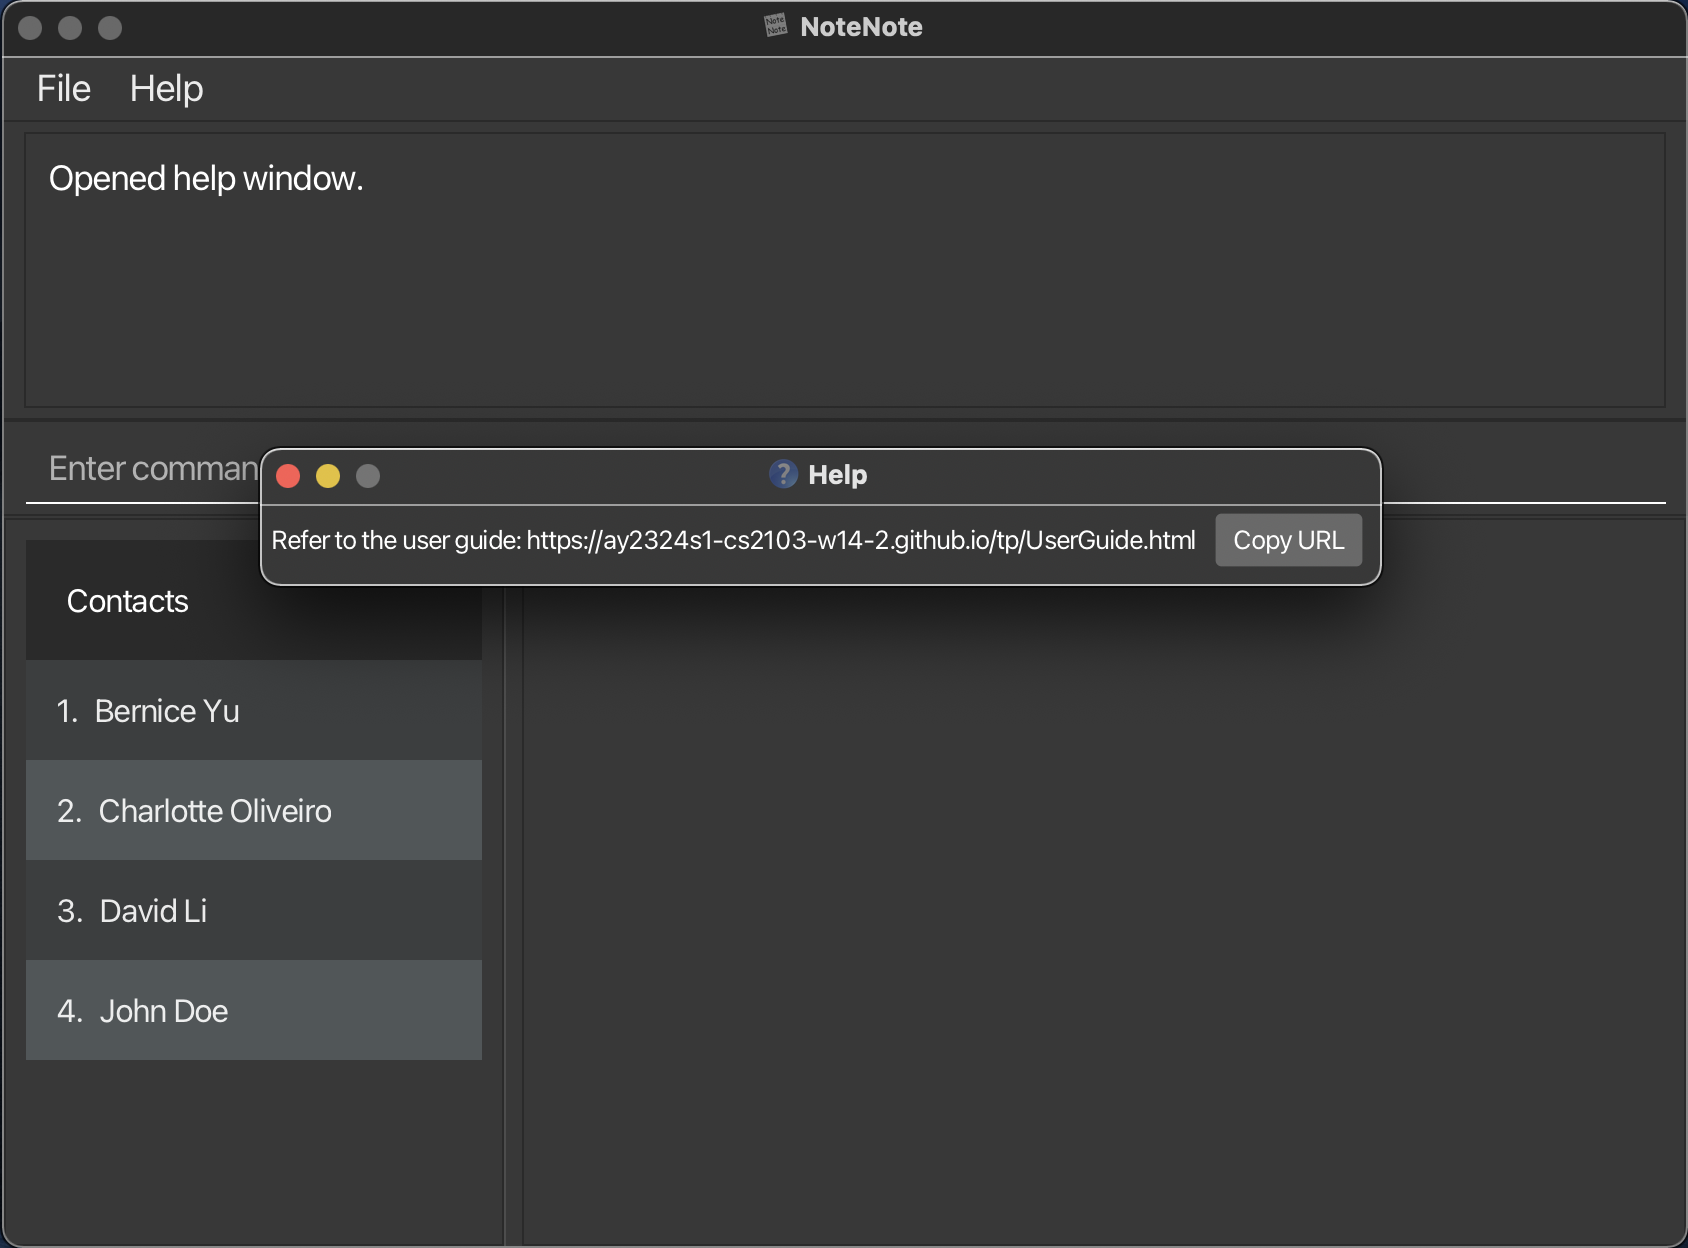 Note
Note
NoteNote
File Help
Opened help window.
Enter comman
? Help
Refer to the user guide: https://ay2324s1-cs2103-w14-2.github.io/tp/UserGuide.html Copy URL
Contacts
1. Bernice Yu
2. Charlotte Oliveiro
3. David Li
4. John Doe